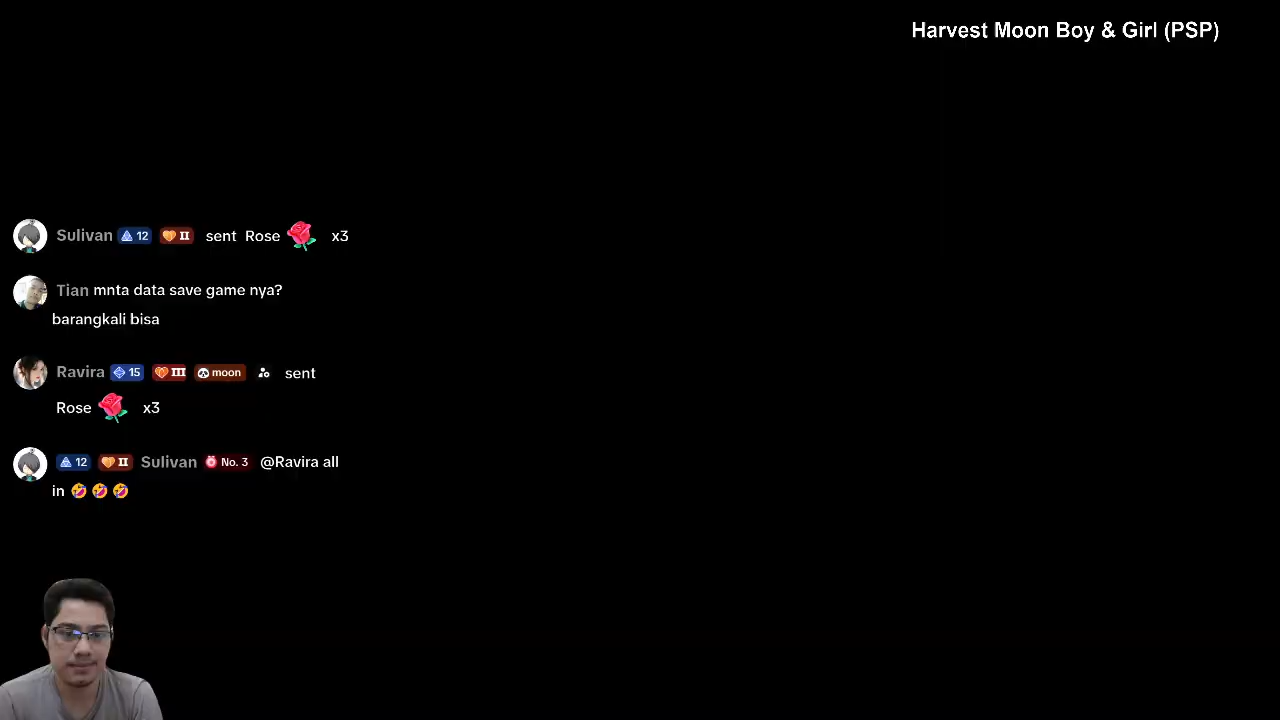 Harvest Moon Boy & Girl (PSP)
Sulivan 12 II sent Rose x3
Tian mnta data save game nya?
barangkali bisa
Ravira 15 III moon sent
Rose x3
12 II Sulivan No. 3 @Ravira all
in 🤣🤣🤣